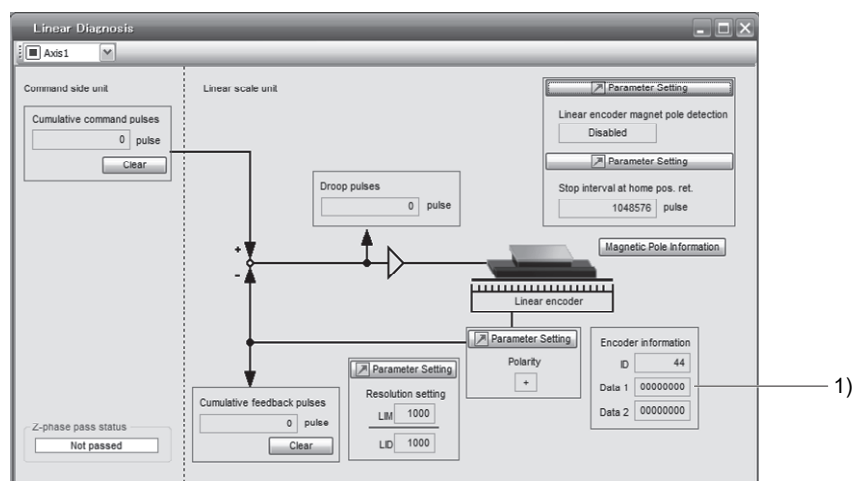 Linear Diagnosis
Axis1
Command side unit
Cumulative command pulses
0 pulse
Clear
Z-phase pass status
Not passed
Linear scale unit
Parameter Setting
Linear encoder magnet pole detection
Disabled
Parameter Setting
Stop interval at home pos. ret.
1048576 pulse
Droop pulses
0 pulse
Magnetic Pole Information
+
-
Linear encoder
Parameter Setting
Polarity
+
Encoder information
ID 44
Data 1 00000000
Data 2 00000000
1)
Parameter Setting
Resolution setting
LIM 1000
LID 1000
Cumulative feedback pulses
0 pulse
Clear